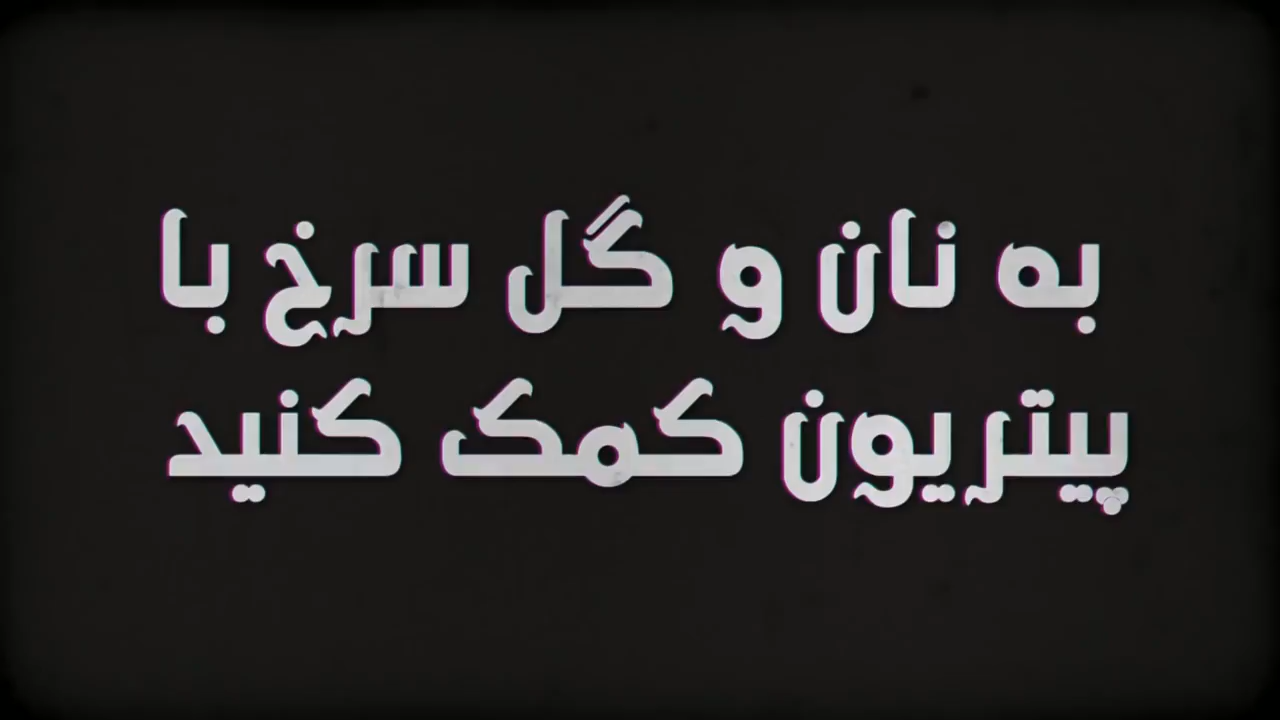 به نان و گل سرخ با
پیتریون کمک کنید